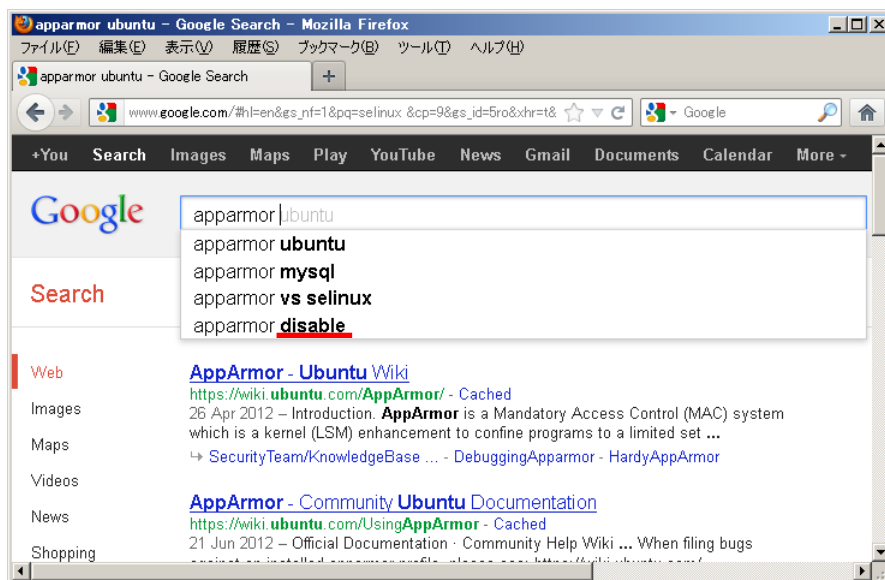 apparmor ubuntu - Google Search - Mozilla Firefox
ファイル(F) 編集(E) 表示(V) 履歴(S) ブックマーク(B) ツール(T) ヘルプ(H)
apparmor ubuntu - Google Search
www.google.com/#hl=en&gs_nf=1&pq=selinux &cp=9&gs_id=5ro&xhr=t& Google
+You Search Images Maps Play YouTube News Gmail Documents Calendar More
Google apparmor ubuntu
apparmor ubuntu
apparmor mysql
apparmor vs selinux
apparmor disable
Search
Web
Images
Maps
Videos
News
Shopping
AppArmor - Ubuntu Wiki
https://wiki.ubuntu.com/AppArmor/ - Cached
26 Apr 2012 – Introduction. AppArmor is a Mandatory Access Control (MAC) system
which is a kernel (LSM) enhancement to confine programs to a limited set ...
SecurityTeam/KnowledgeBase ... - DebuggingApparmor - HardyAppArmor
AppArmor - Community Ubuntu Documentation
https://wiki.ubuntu.com/UsingAppArmor - Cached
21 Jun 2012 – Official Documentation · Community Help Wiki ... When filing bugs